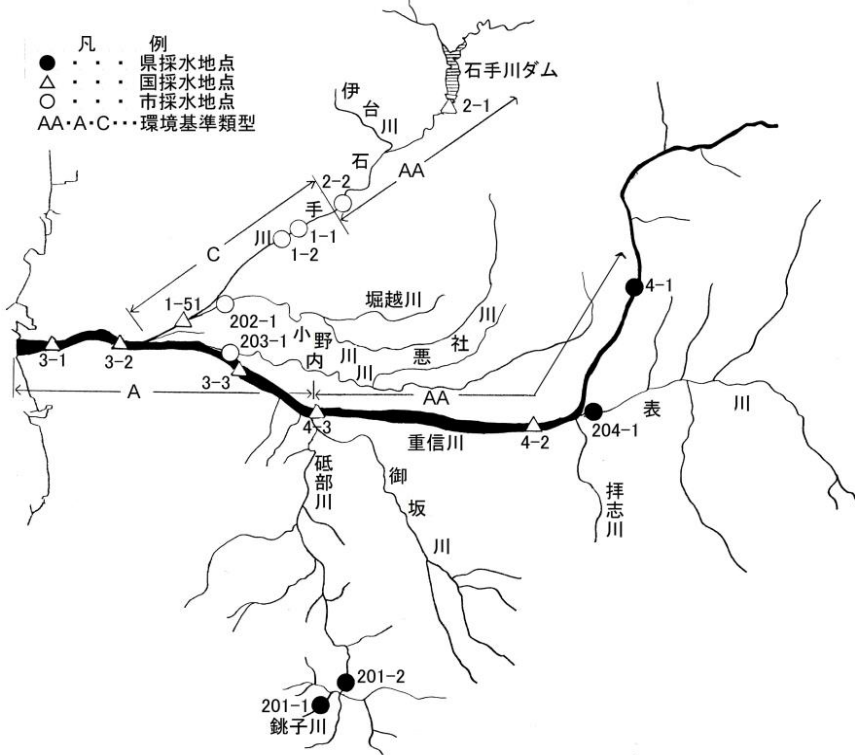 凡 例
● ・ ・ ・ 県採水地点
△ ・ ・ ・ 国採水地点
○ ・ ・ ・ 市採水地点
AA・A・C・・・環境基準類型
石手川ダム
2-1
伊台川
AA
2-2
石手川
1-1
1-2
C
1-51
202-1
堀越川
小野川
悪社川
203-1
内川
4-1
3-1
3-2
3-3
A
AA
4-3
重信川
4-2
204-1
表川
砥部川
御坂川
拝志川
201-2
201-1
銚子川